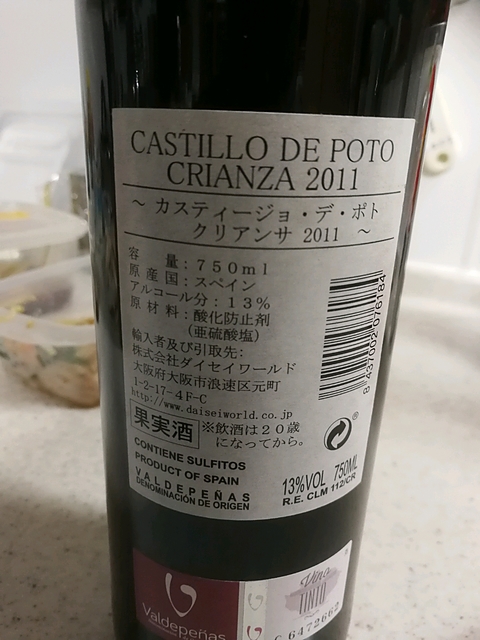 CASTILLO DE POTO
CRIANZA 2011
～ カスティージョ・デ・ポト
クリアンサ 2011 ～
容 量：７５０ml
原 産 国：スペイン
アルコール分：１３％
原 材 料：酸化防止剤
（亜硫酸塩）
輸入者及び引取先：
株式会社ダイセイワールド
大阪府大阪市浪速区元町
1-2-17-4F-C
http://www.daiseiworld.co.jp
果実酒 ※飲酒は２０歳
になってから。
8 437002 076184
CONTIENE SULFITOS
PRODUCT OF SPAIN
VALDEPEÑAS
DENOMINACIÓN DE ORIGEN
13%VOL 750ML
R.E. CLM 112/CR
Valdepeñas
Vino
TINTO
C 6472662